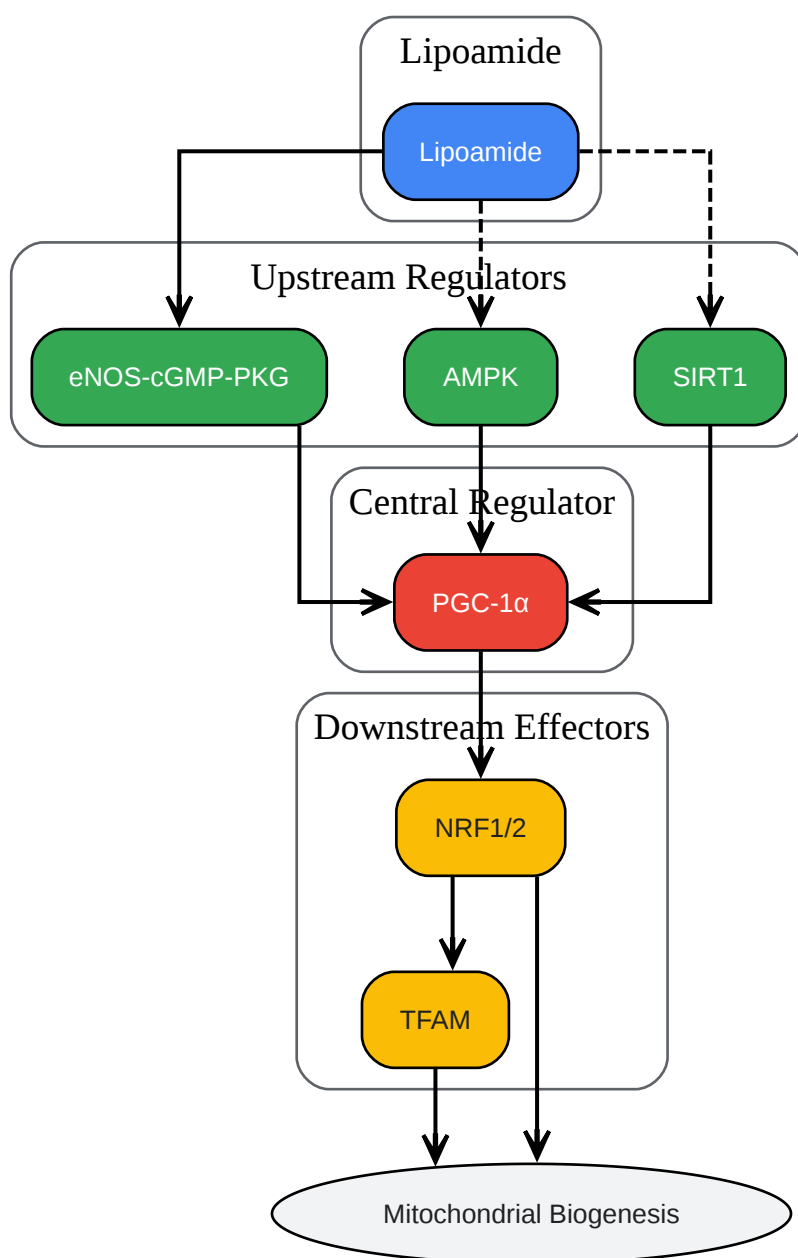 Lipoamide
Lipoamide
Upstream Regulators
eNOS-cGMP-PKG
AMPK
SIRT1
Central Regulator
PGC-1α
Downstream Effectors
NRF1/2
TFAM
Mitochondrial Biogenesis